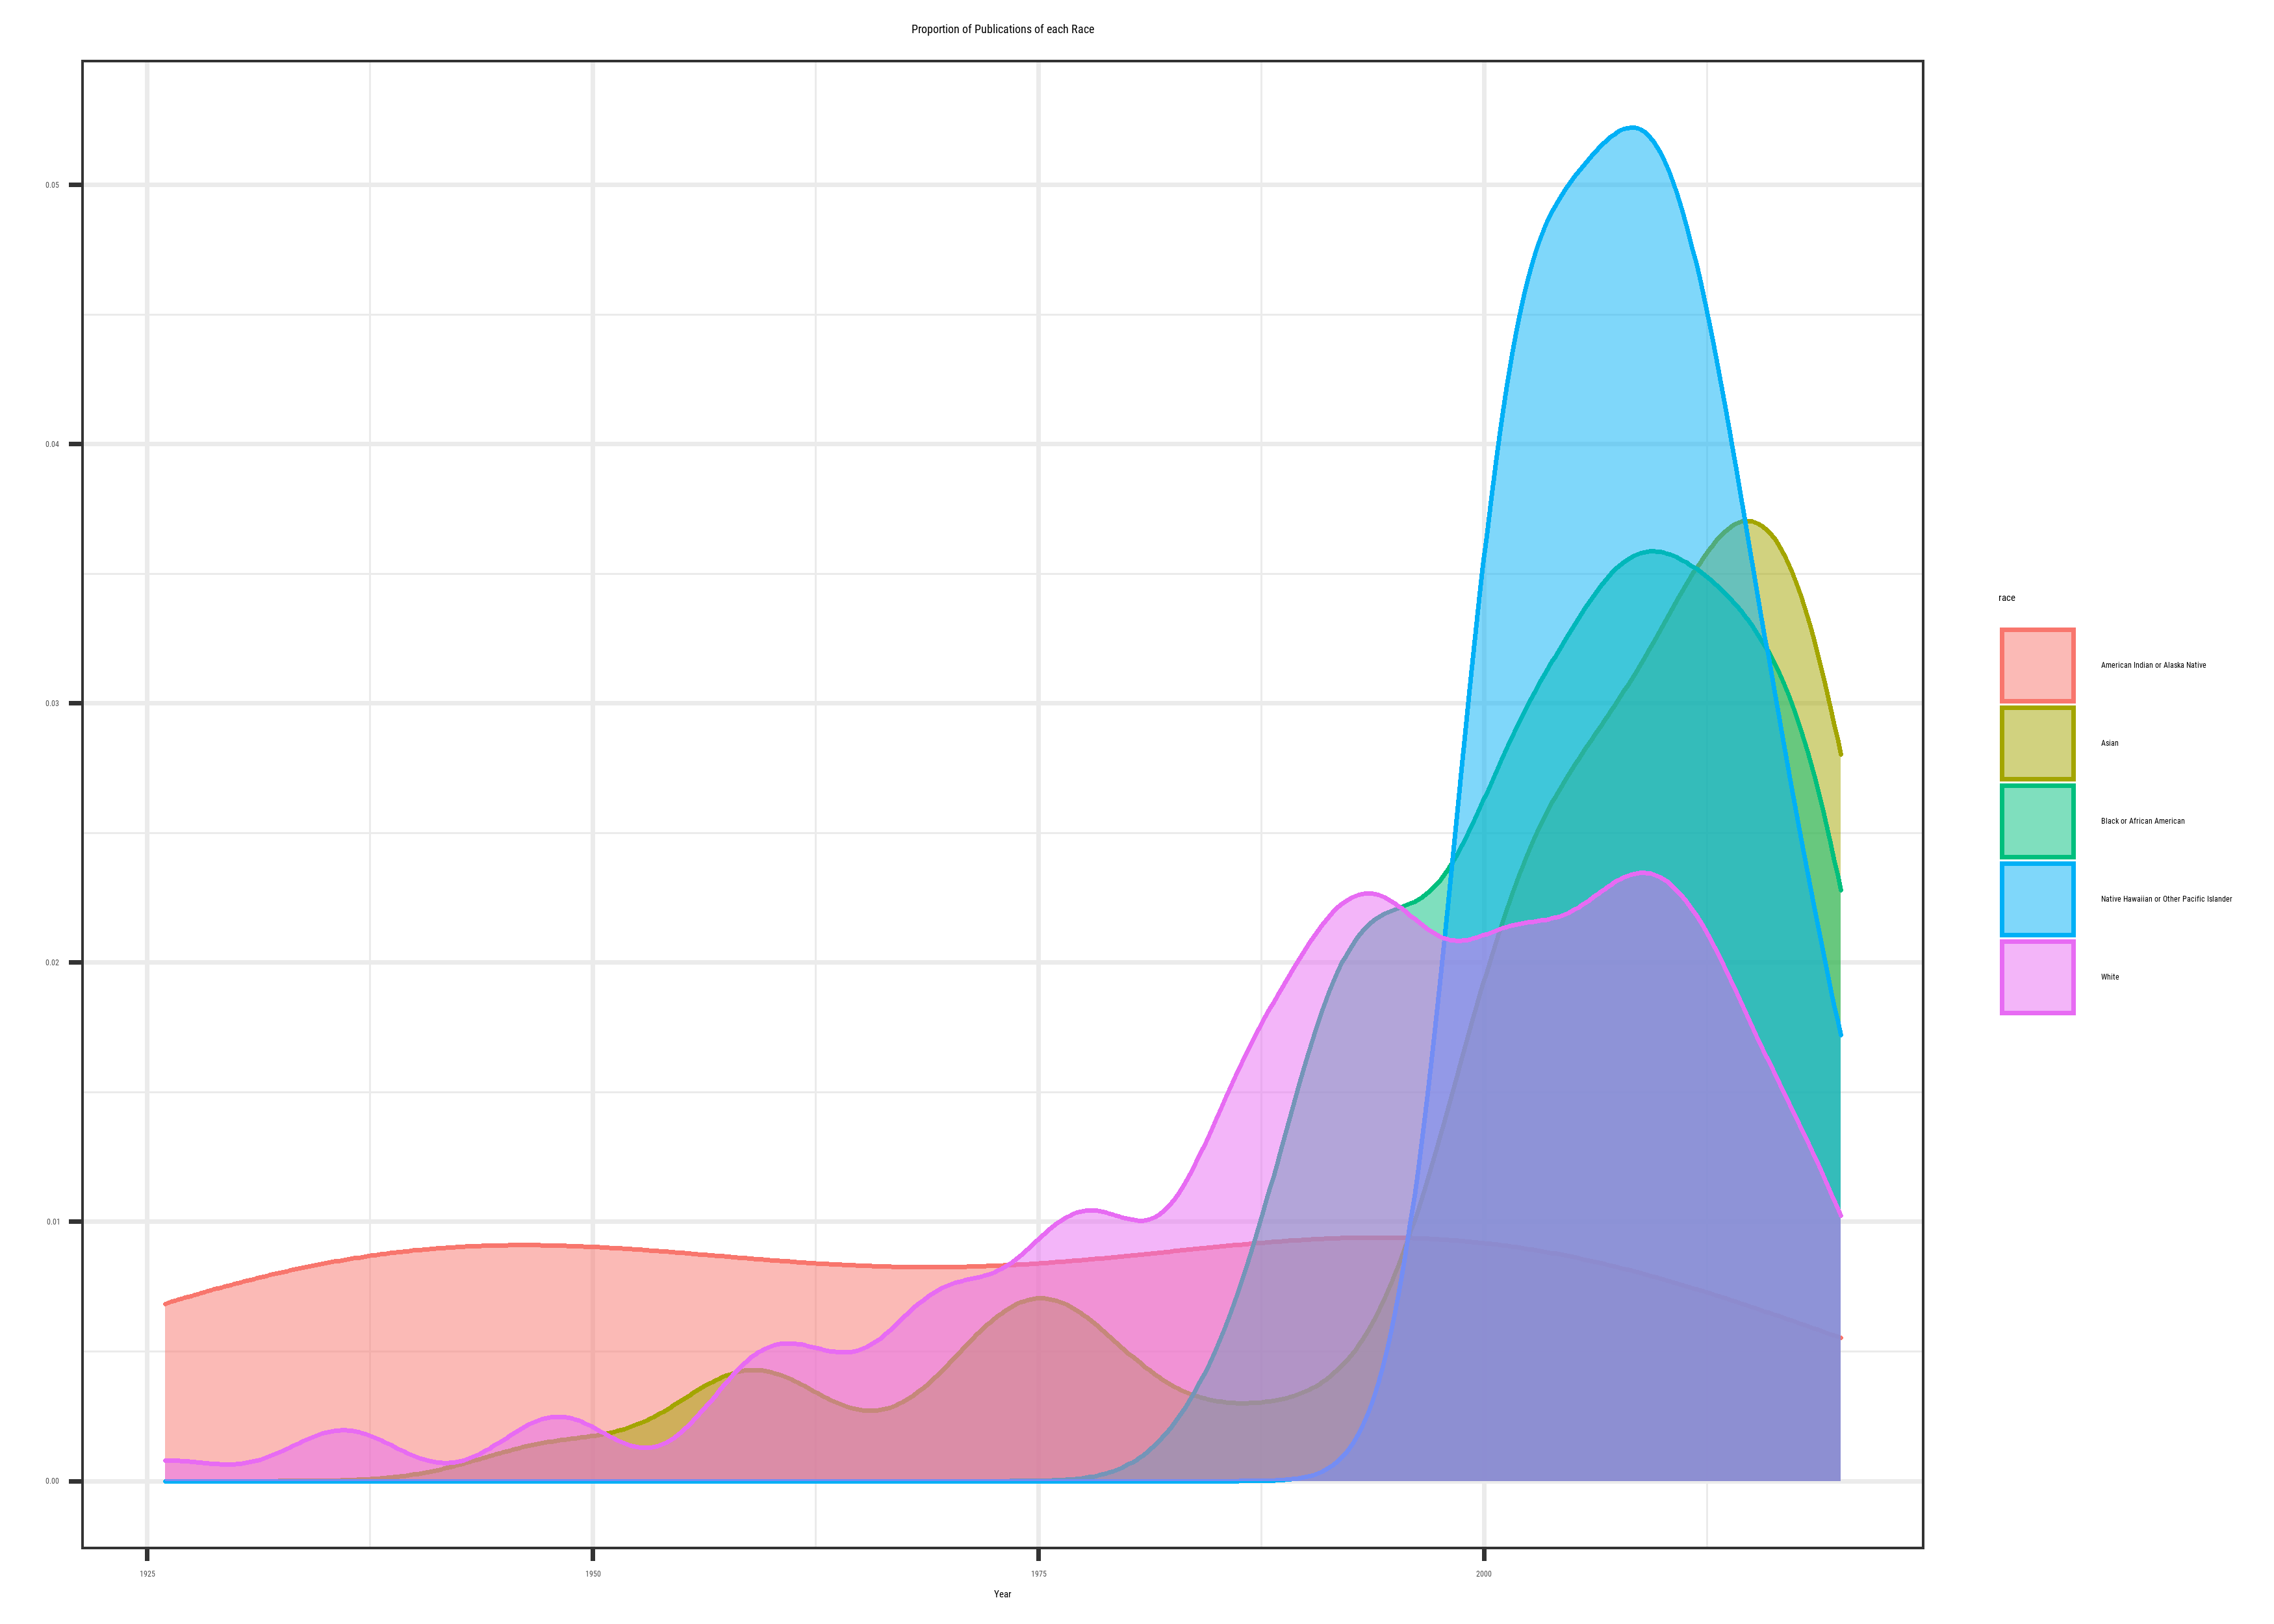 Proportion of Publications of each Race
0.05
0.04
0.03
0.02
0.01
0.00
1925 1950 1975 2000
Year
race
American Indian or Alaska Native
Asian
Black or African American
Native Hawaiian or Other Pacific Islander
White